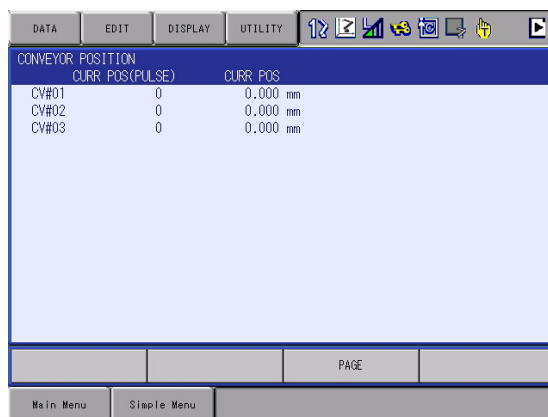 DATA EDIT DISPLAY UTILITY
CONVEYOR POSITION
CURR POS(PULSE) CURR POS
CV#01 0 0.000 mm
CV#02 0 0.000 mm
CV#03 0 0.000 mm
PAGE
Main Menu Simple Menu